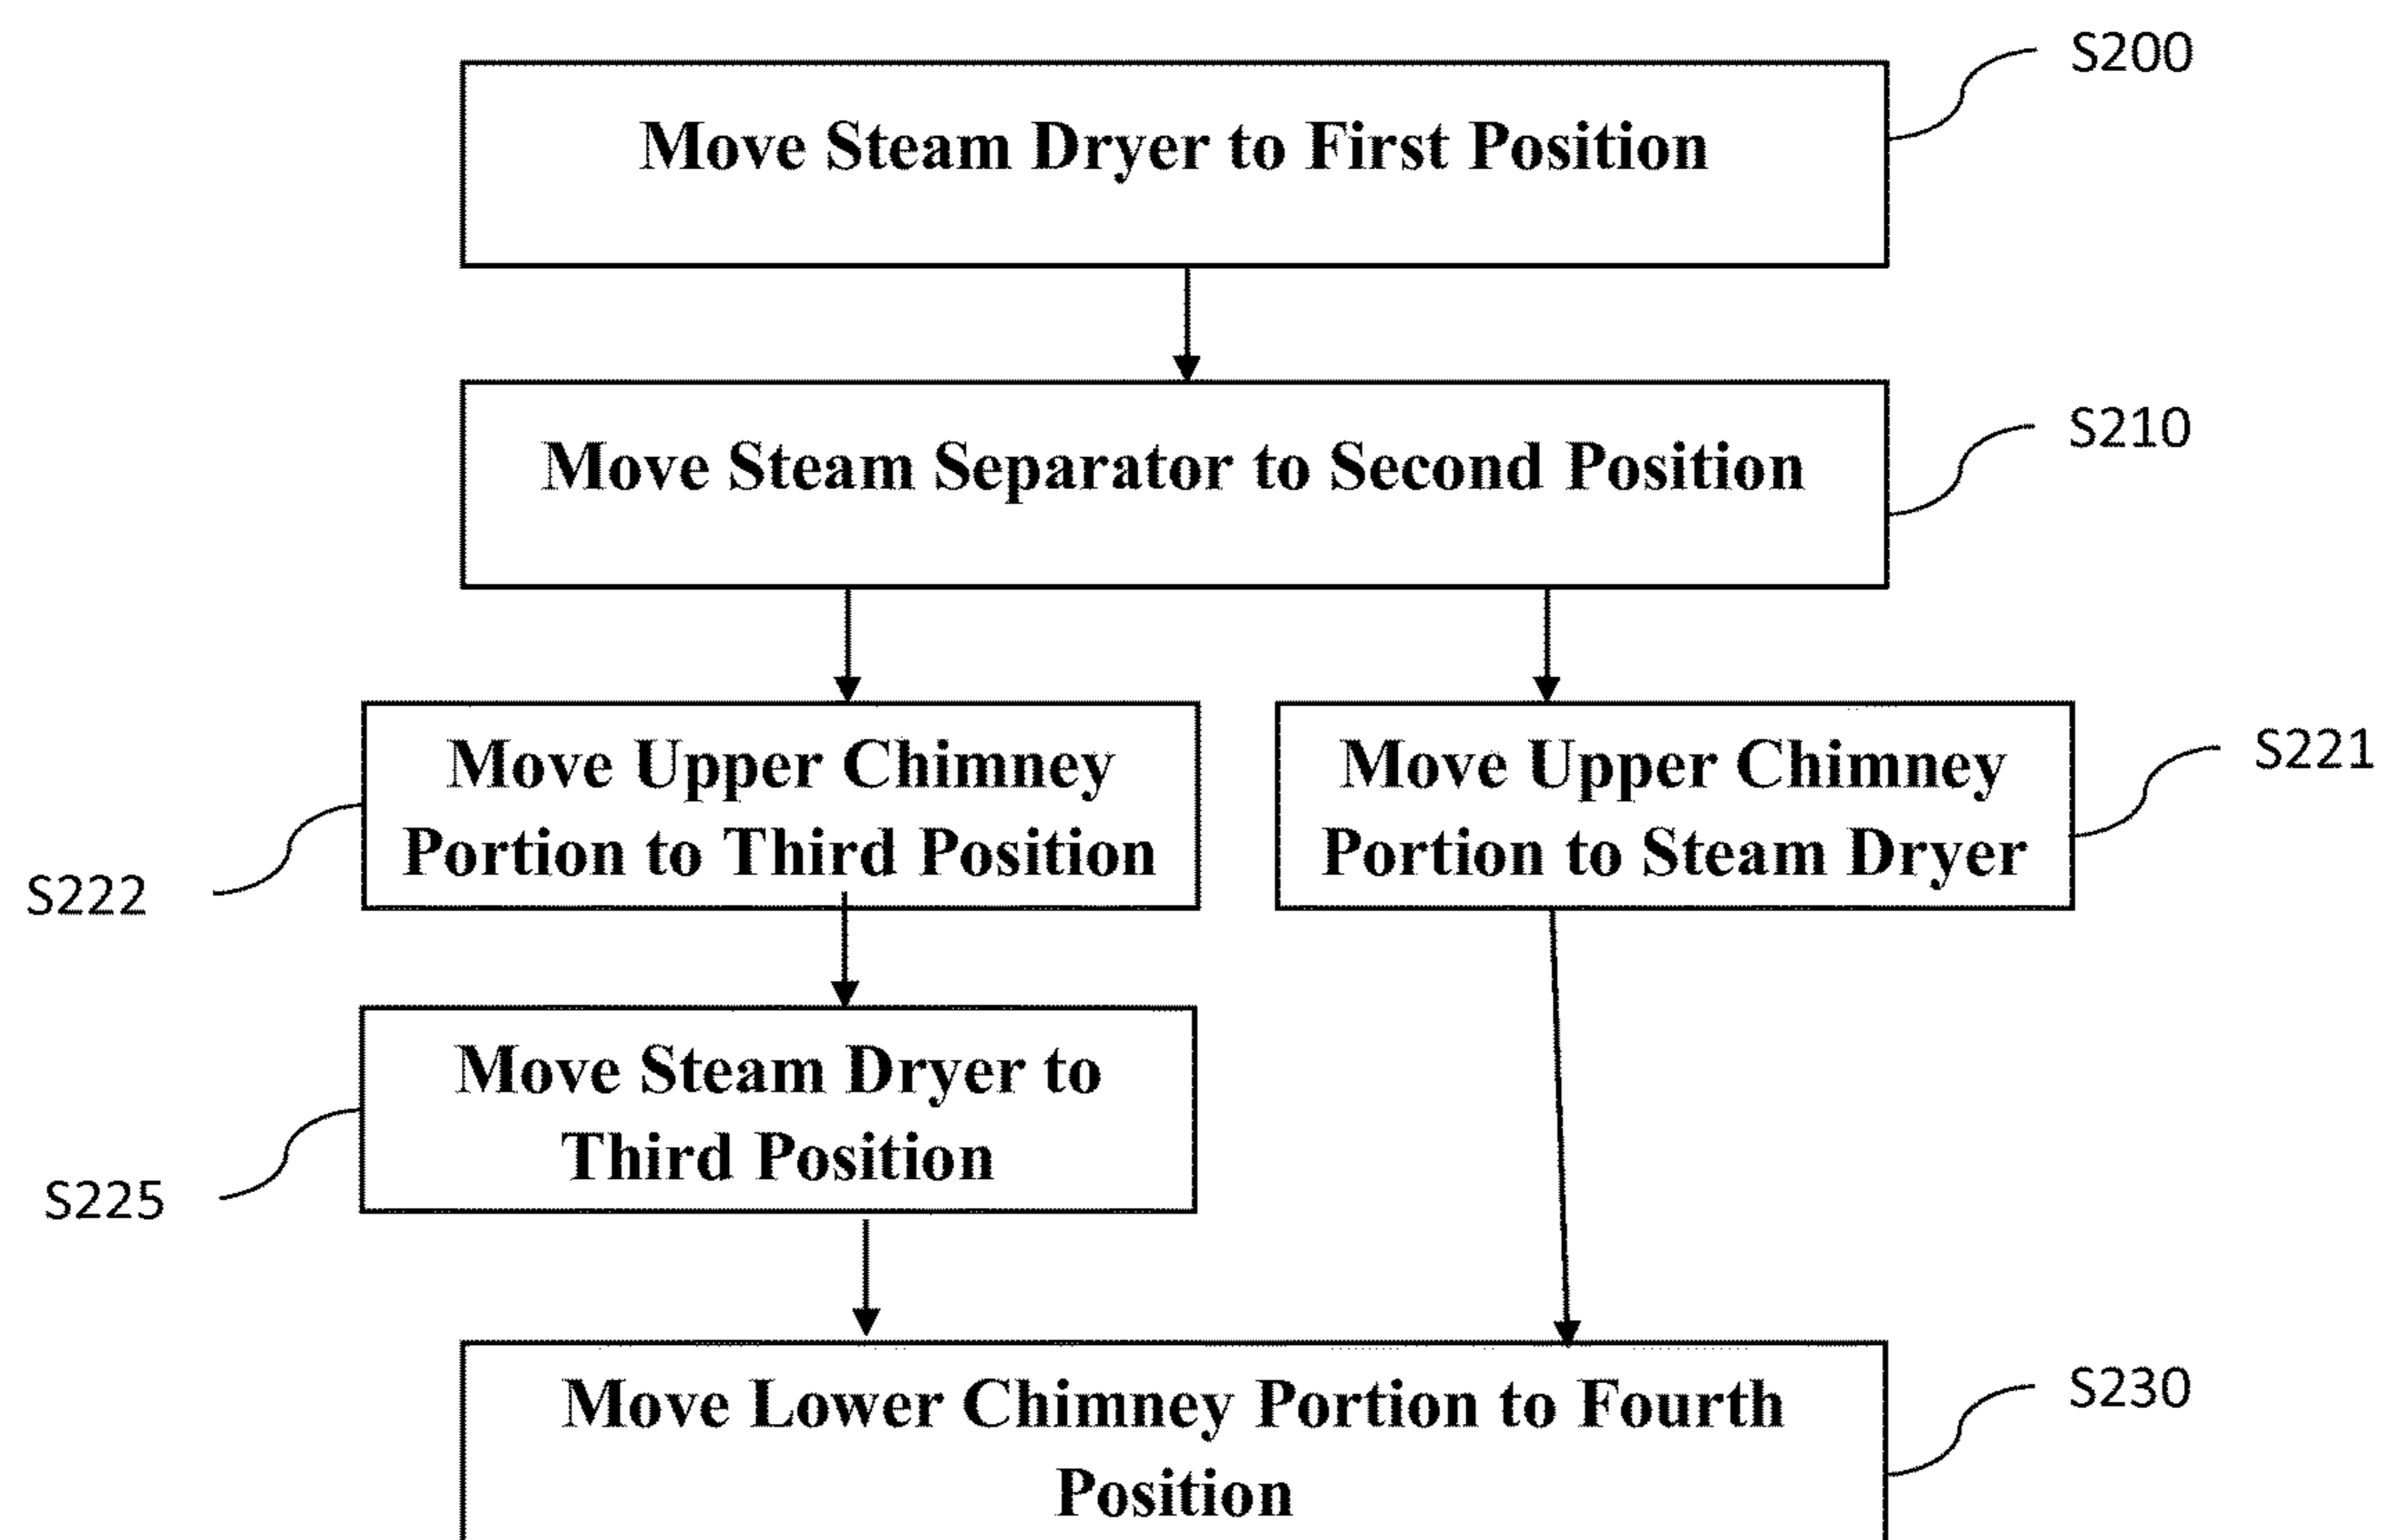 S200
Move Steam Dryer to First Position
S210
Move Steam Separator to Second Position
Move Upper Chimney
Portion to Third Position
S222
Move Upper Chimney
Portion to Steam Dryer
S221
Move Steam Dryer to
Third Position
S225
Move Lower Chimney Portion to Fourth
Position
S230